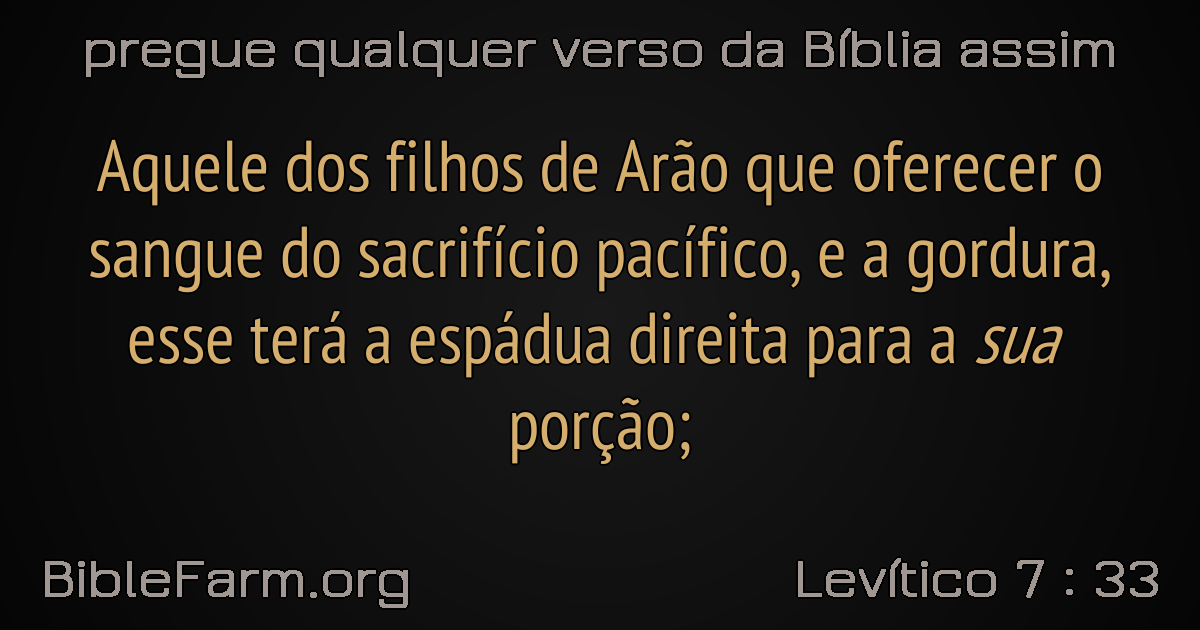 pregue qualquer verso da Bíblia assim
Aquele dos filhos de Arão que oferecer o
sangue do sacrifício pacífico, e a gordura,
esse terá a espádua direita para a sua
porção;
BibleFarm.org
Levítico 7 : 33